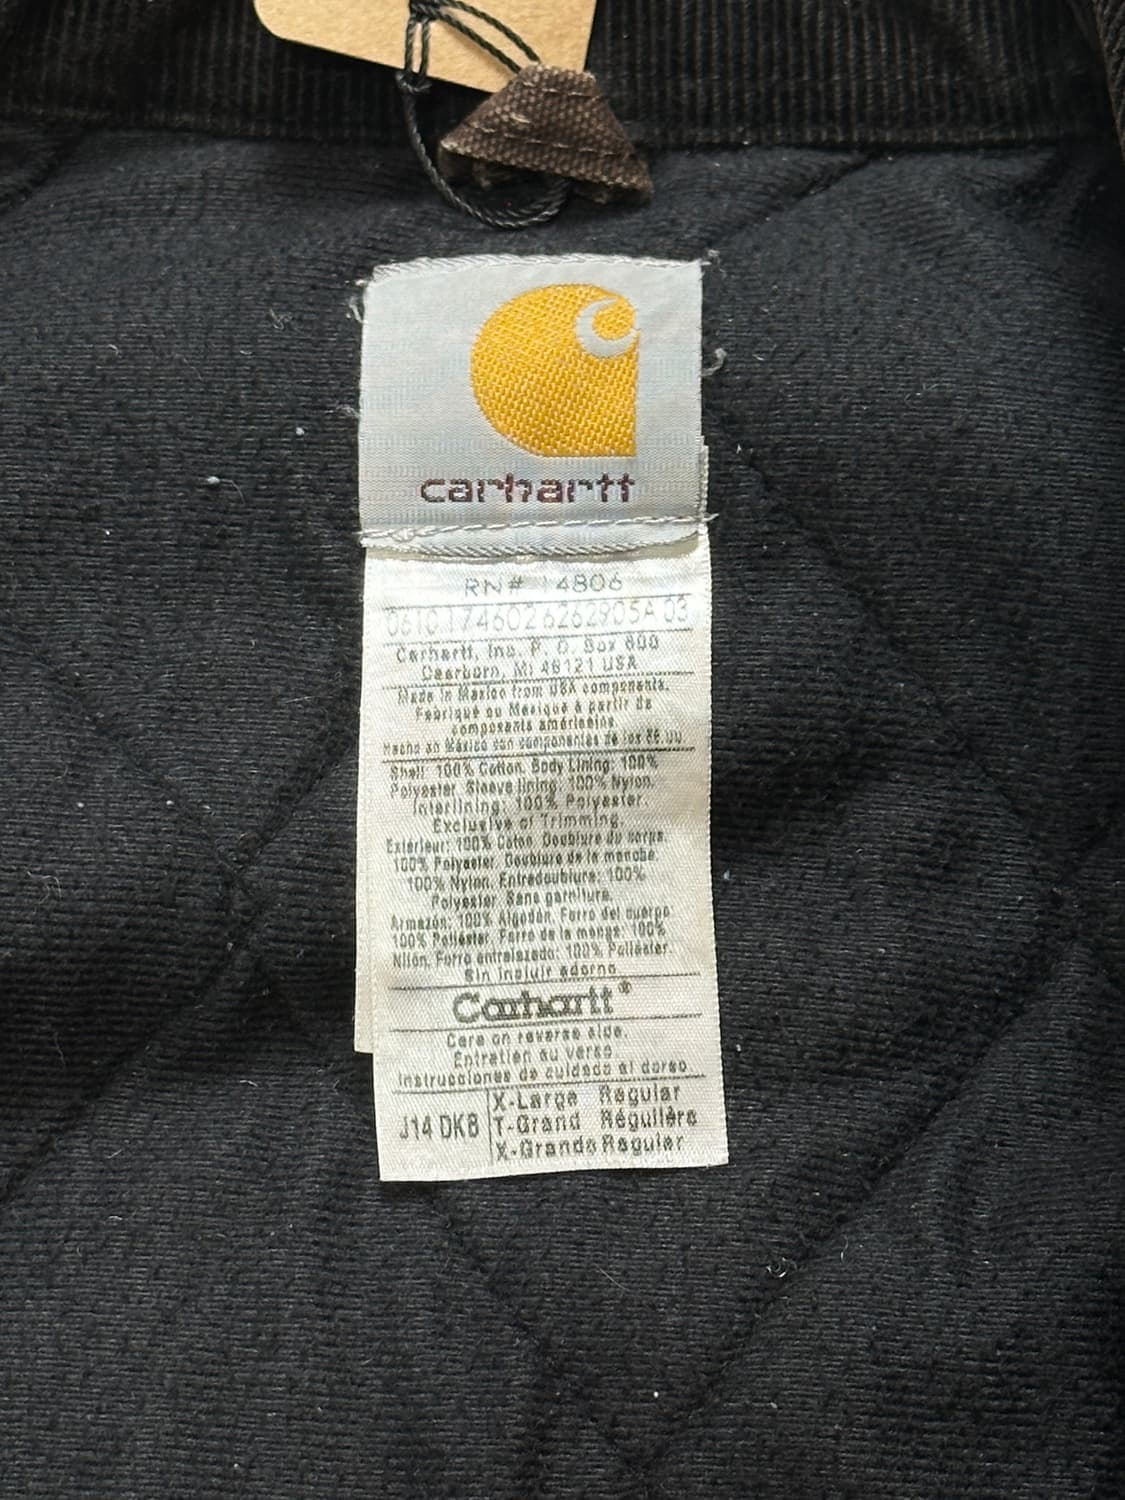 carhartt
RN# 14806
06101746026262905A 03
Carhartt, Inc. P. O. Box 600
Dearborn, MI 48121 USA
Made in Mexico from USA components.
Fabriqué au Mexique à partir de
composants américains
Hecho en México con componentes de los EE UU
Shell: 100% Cotton. Body Lining: 100%
Polyester. Sleeve lining: 100% Nylon.
Interlining: 100% Polyester.
Exclusive of Trimming
Extérieur: 100% Coton Doublure du corps
100% Polyester Doublure de la manche:
100% Nylon. Entredoublure: 100%
Polyester Sans garniture.
Armazón: 100% Algodón. Forro del cuerpo:
100% Poliéster. Forro de la manga: 100%
Nilón. Forro entrelazado: 100% Poliéster.
Sin incluir adorno
Carhartt®
Care on reverse side.
Entretien au verso
Instrucciones de cuidado al dorso
J14 DKB
X-Large Regular
T-Grand Régulière
X-Grande Regular